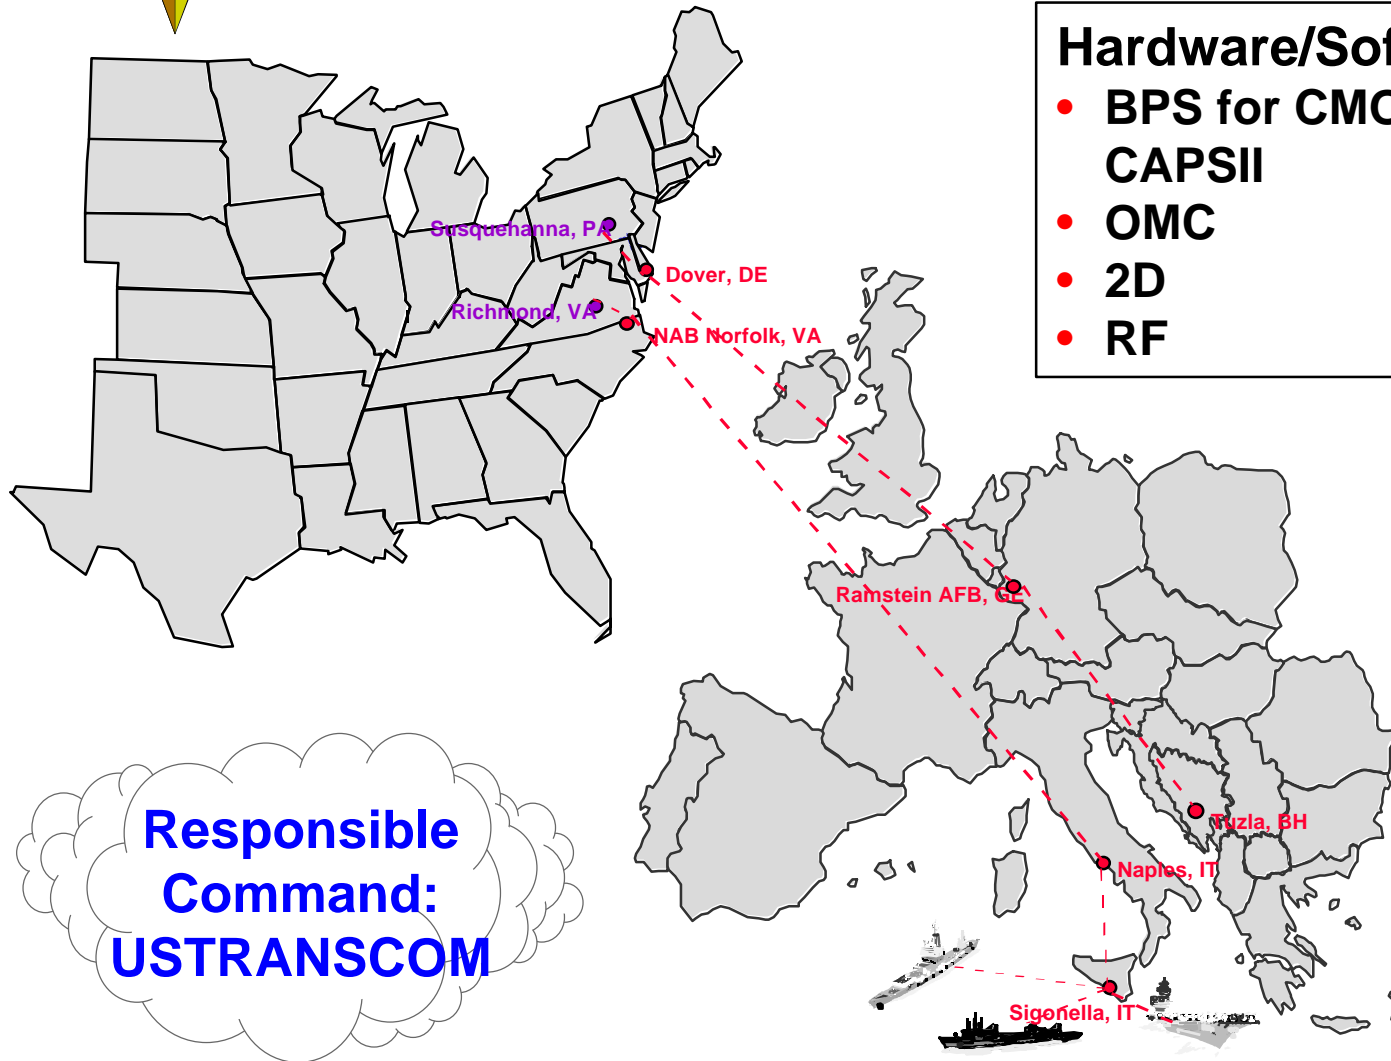 Hardware/Sof
• BPS for CMC
CAPSII
• OMC
• 2D
• RF
Susquehanna, PA
Dover, DE
Richmond, VA
NAB Norfolk, VA
Ramstein AFB, GE
Tuzla, BH
Naples, IT
Sigonella, IT
Responsible
Command:
USTRANSCOM